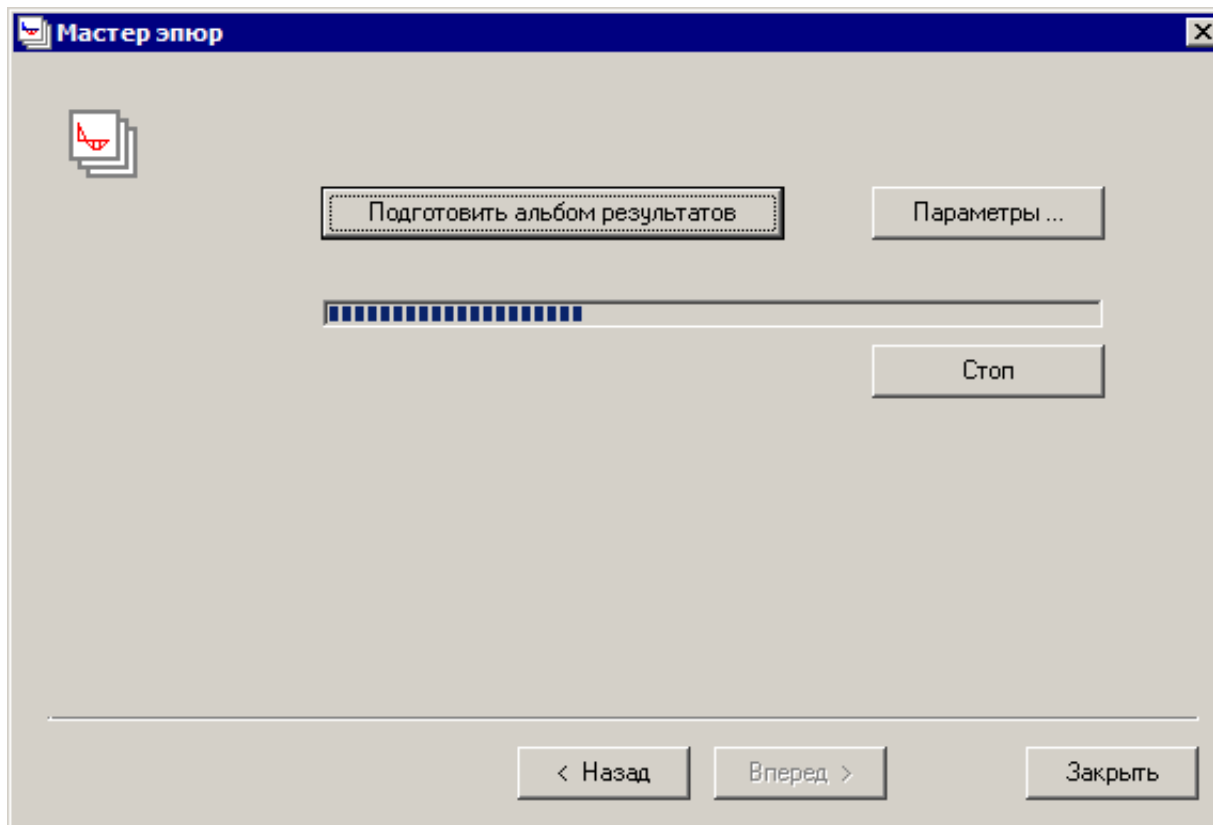 Мастер эпюр
Подготовить альбом результатов
Параметры ...
Стоп
< Назад
Вперед >
Закрыть